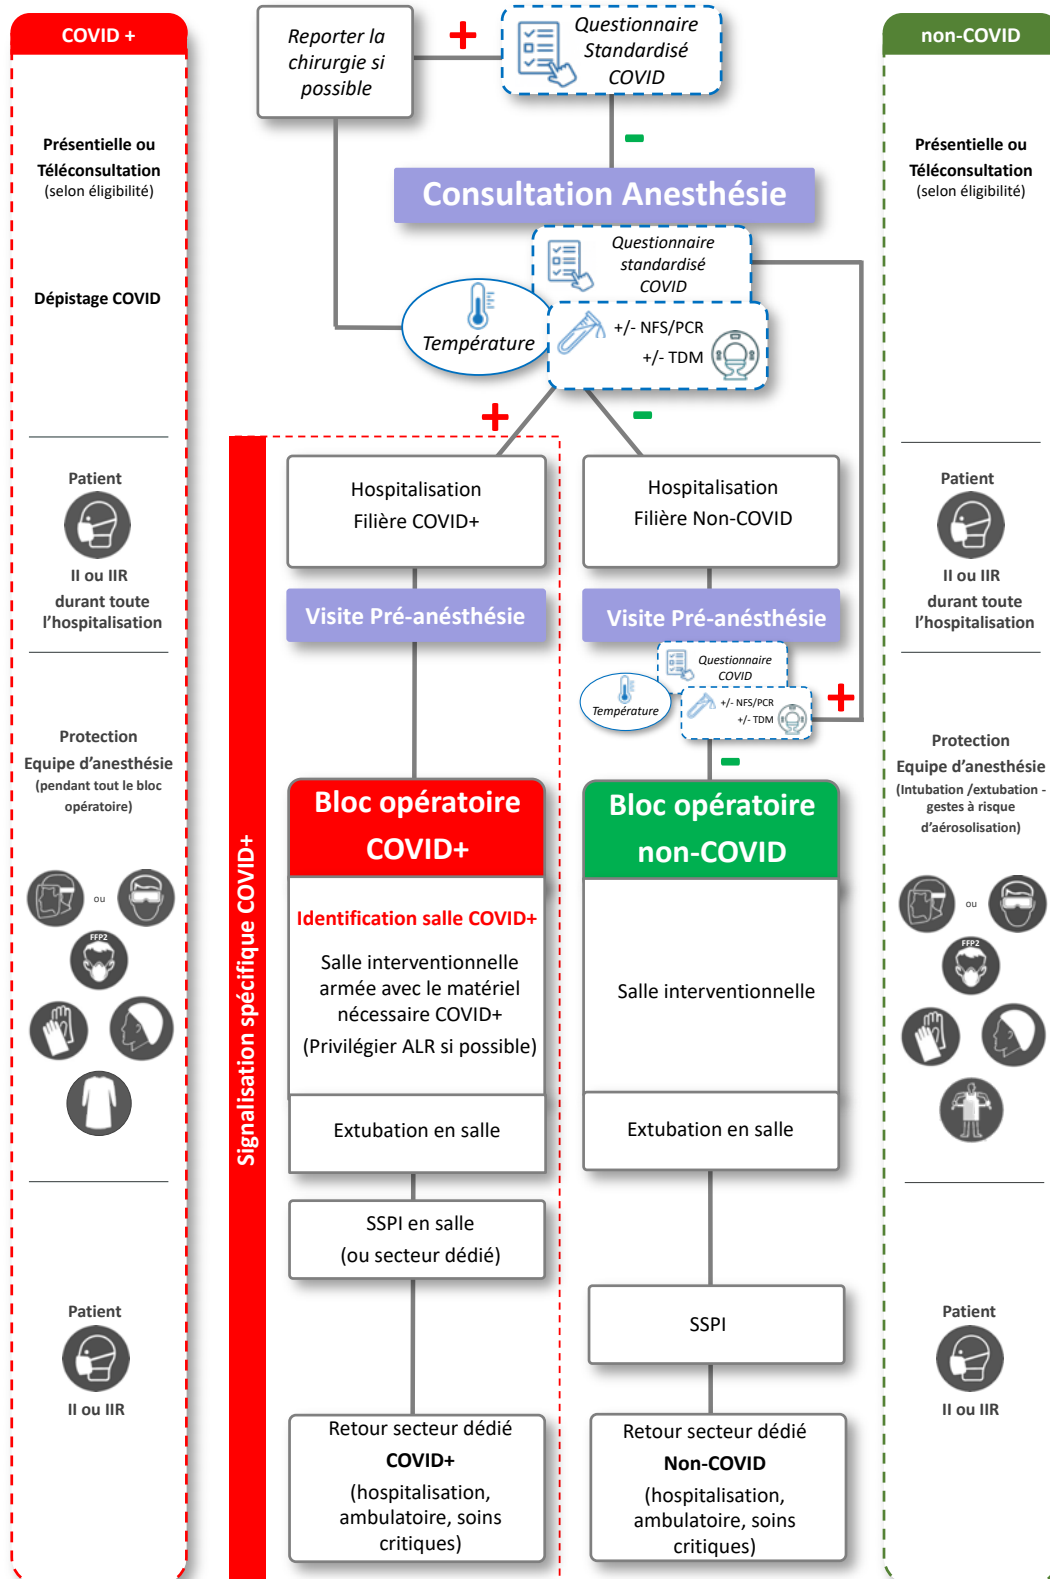 COVID +
Présentielle ou
Téléconsultation
(selon éligibilité)
Dépistage COVID
Patient
II ou IIR
durant toute
l’hospitalisation
Protection
Equipe d’anesthésie
(pendant tout le bloc
opératoire)
ou
FFP2
Patient
II ou IIR
Reporter la
chirurgie si
possible
+
Questionnaire
Standardisé
COVID
-
Consultation Anesthésie
Questionnaire
standardisé
COVID
Température
+/- NFS/PCR
+/- TDM
+
-
Signalisation spécifique COVID+
Hospitalisation
Filière COVID+
Visite Pré-anésthésie
Bloc opératoire
COVID+
Identification salle COVID+
Salle interventionnelle
armée avec le matériel
nécessaire COVID+
(Privilégier ALR si possible)
Extubation en salle
SSPI en salle
(ou secteur dédié)
Retour secteur dédié
COVID+
(hospitalisation,
ambulatoire, soins
critiques)
Hospitalisation
Filière Non-COVID
Visite Pré-anésthésie
Questionnaire
COVID
Température
+/- NFS/PCR
+/- TDM
+
-
Bloc opératoire
non-COVID
Salle interventionnelle
Extubation en salle
SSPI
Retour secteur dédié
Non-COVID
(hospitalisation,
ambulatoire, soins
critiques)
non-COVID
Présentielle ou
Téléconsultation
(selon éligibilité)
Patient
II ou IIR
durant toute
l’hospitalisation
Protection
Equipe d’anesthésie
(Intubation /extubation -
gestes à risque
d’aérosolisation)
ou
FFP2
Patient
II ou IIR